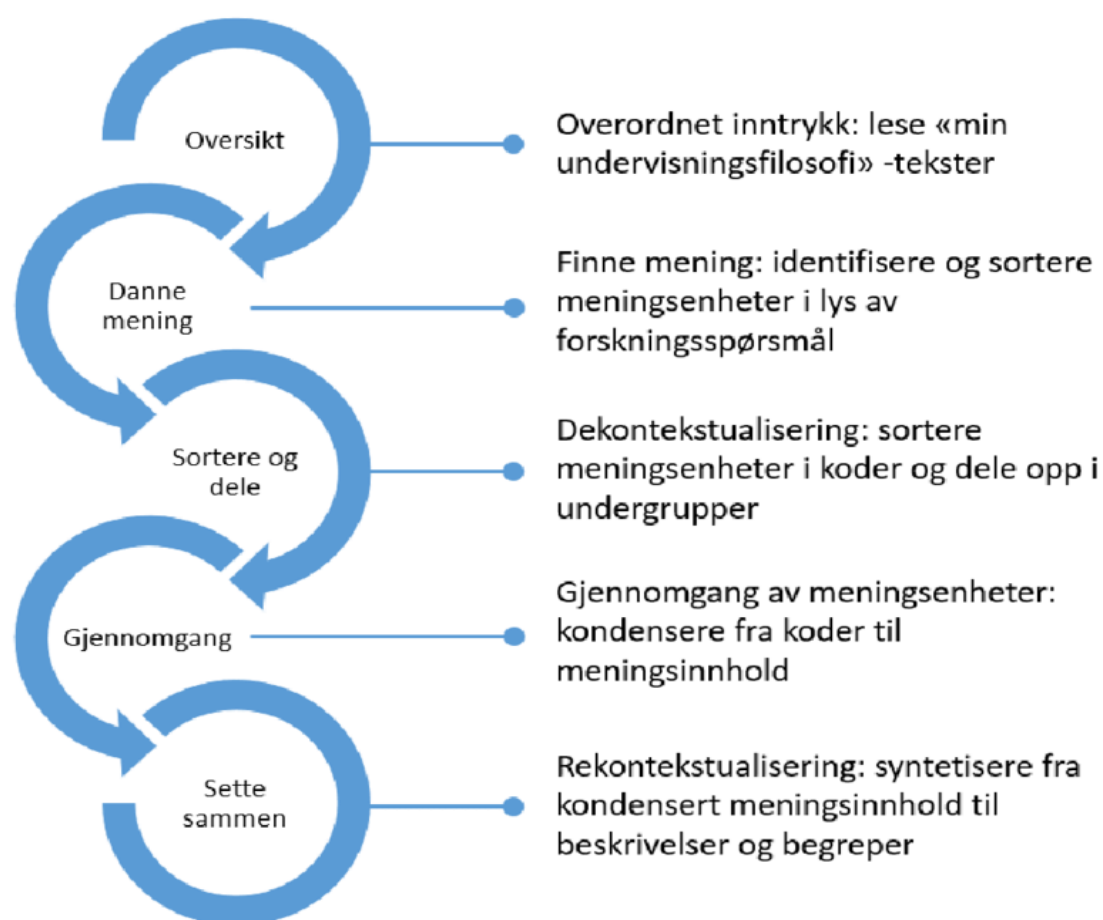 Oversikt
Overordnet inntrykk: lese «min
undervisningsfilosofi» -tekster
Danne
mening
Finne mening: identifisere og sortere
meningsenheter i lys av
forskningsspørsmål
Sortere og
dele
Dekontekstualisering: sortere
meningsenheter i koder og dele opp i
undergrupper
Gjennomgang
Gjennomgang av meningsenheter:
kondensere fra koder til
meningsinnhold
Sette
sammen
Rekontekstualisering: syntetisere fra
kondensert meningsinnhold til
beskrivelser og begreper